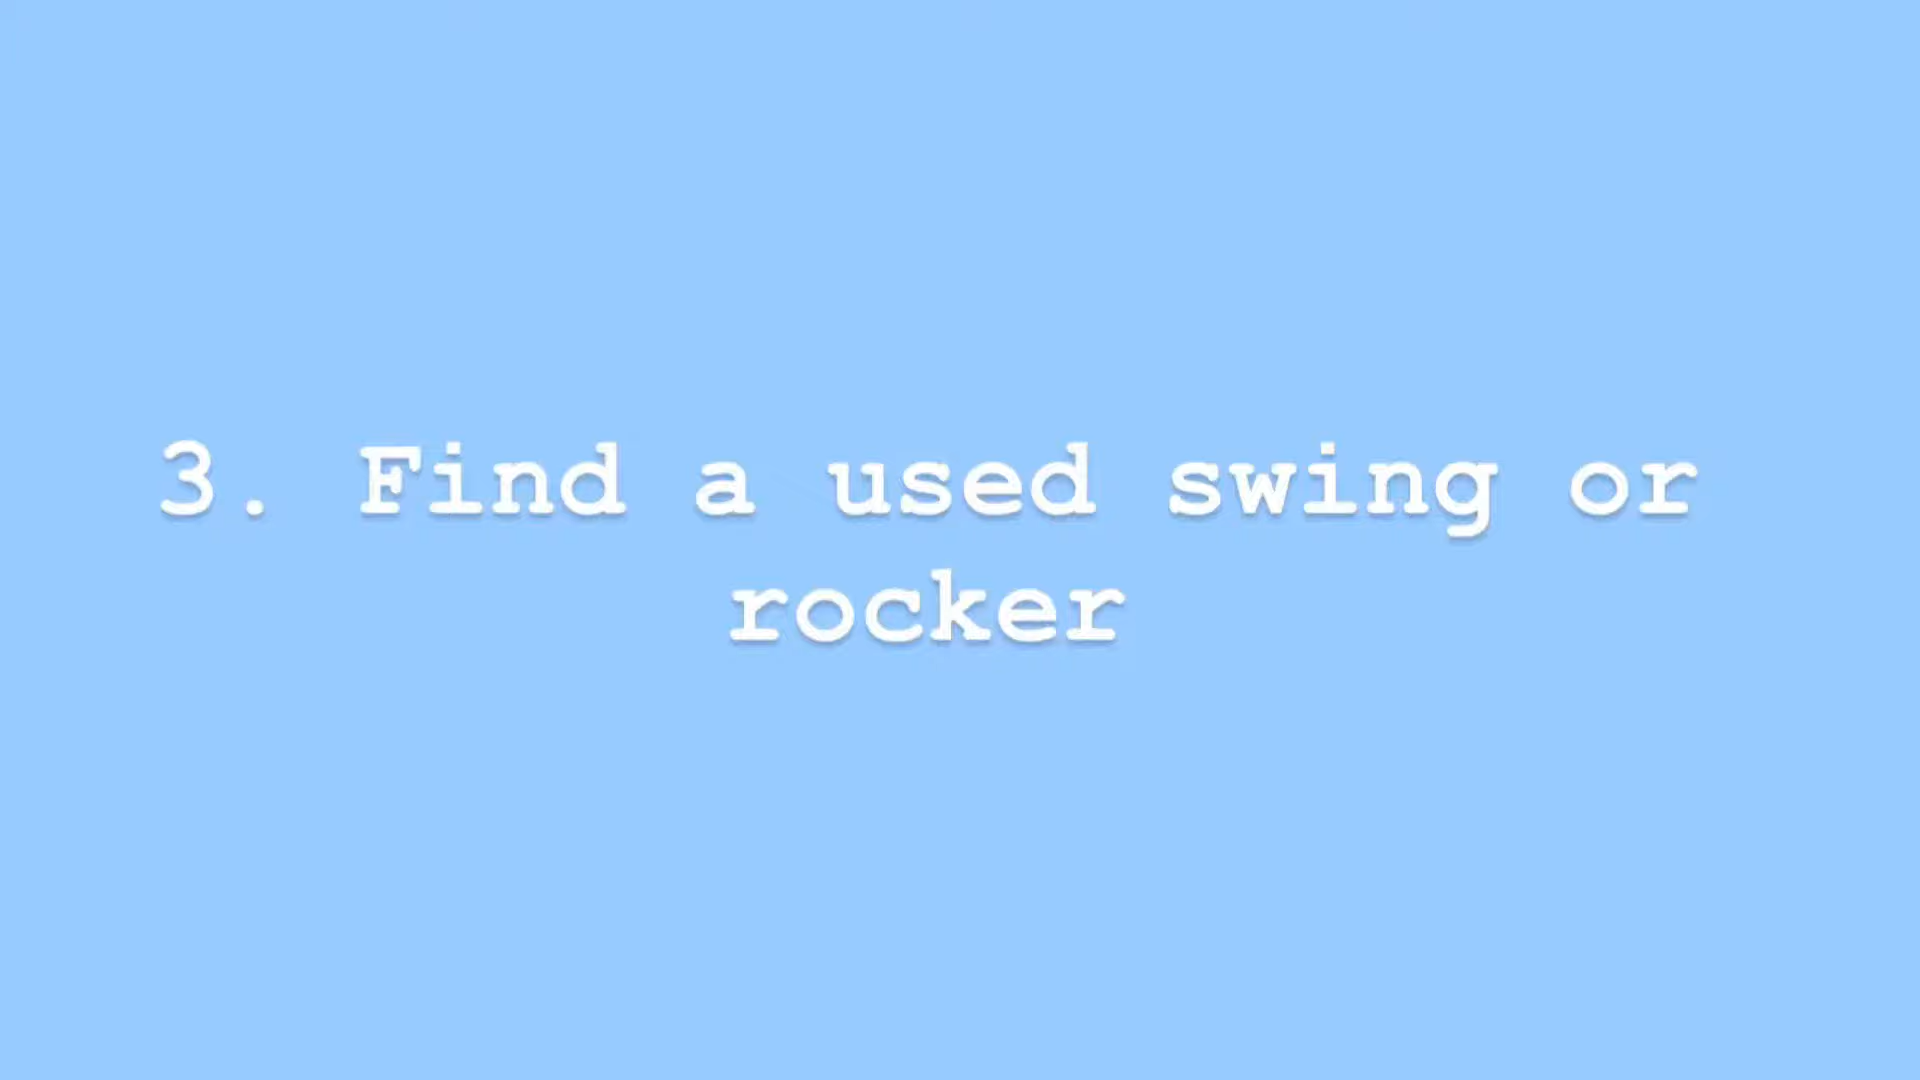 3. Find a used swing or
rocker